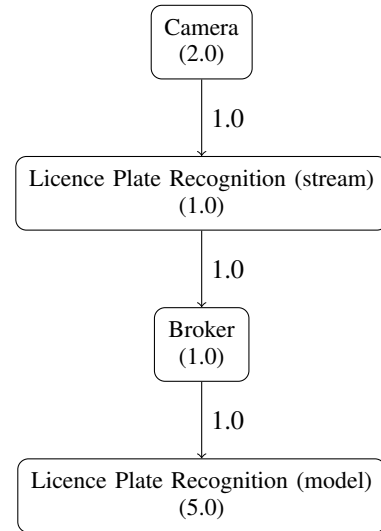 Camera
(2.0)
1.0
Licence Plate Recognition (stream)
(1.0)
1.0
Broker
(1.0)
1.0
Licence Plate Recognition (model)
(5.0)